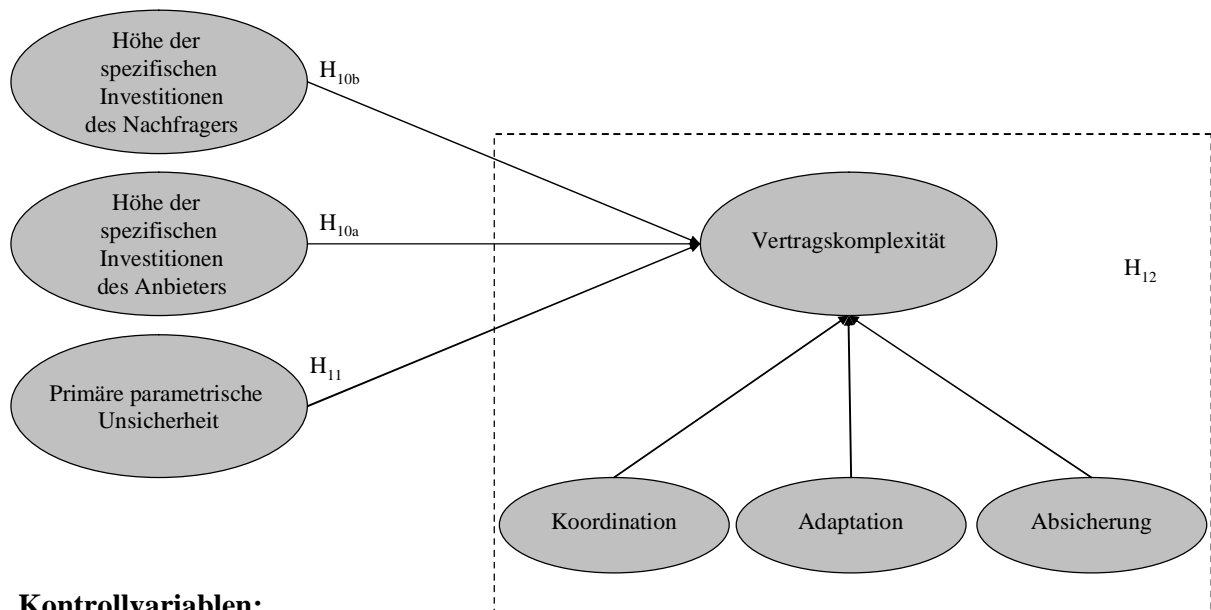 Höhe der
spezifischen
Investitionen
des Nachfragers
H10b
Höhe der
spezifischen
Investitionen
des Anbieters
H10a
Vertragskomplexität
H12
Primäre parametrische
Unsicherheit
H11
Koordination
Adaptation
Absicherung
Kontrollvariablen: